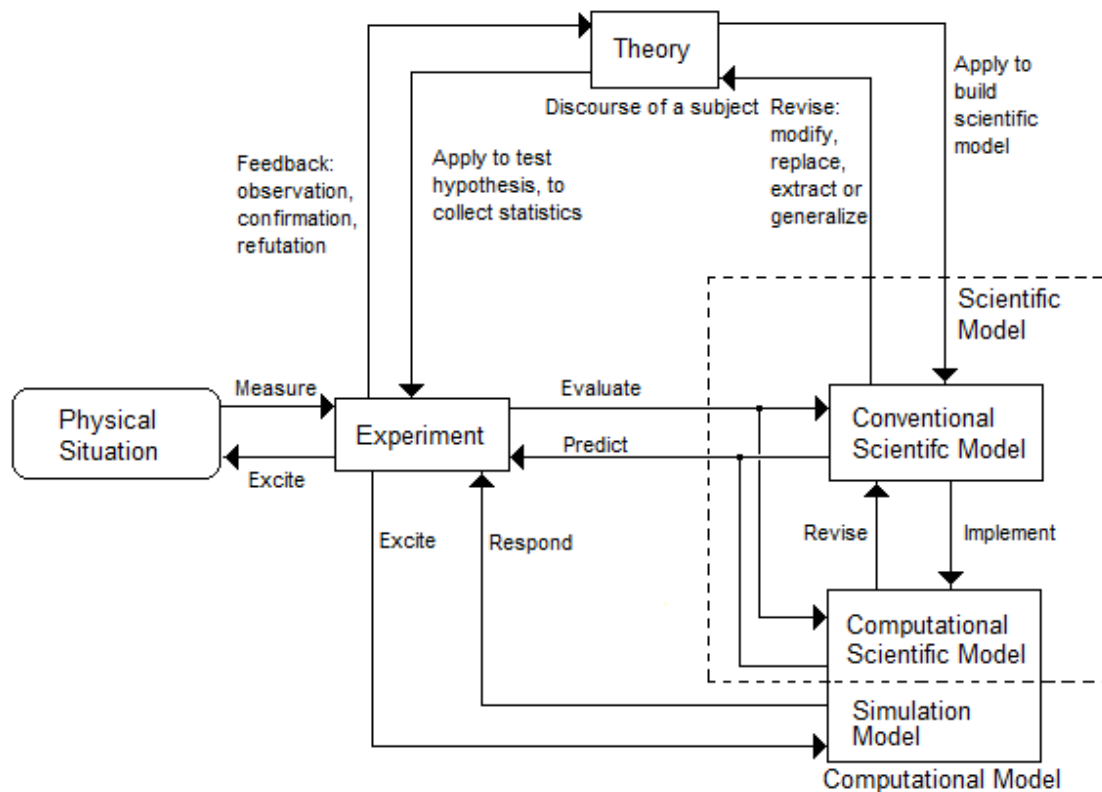 Theory
Discourse of a subject
Apply to
build
scientific
model
Revise:
modify,
replace,
extract or
generalize
Feedback:
observation,
confirmation,
refutation
Apply to test
hypothesis, to
collect statistics
Scientific
Model
Physical
Situation
Measure
Excite
Experiment
Evaluate
Predict
Conventional
Scientifc Model
Excite
Respond
Revise
Implement
Computational
Scientifc Model
Simulation
Model
Computational Model